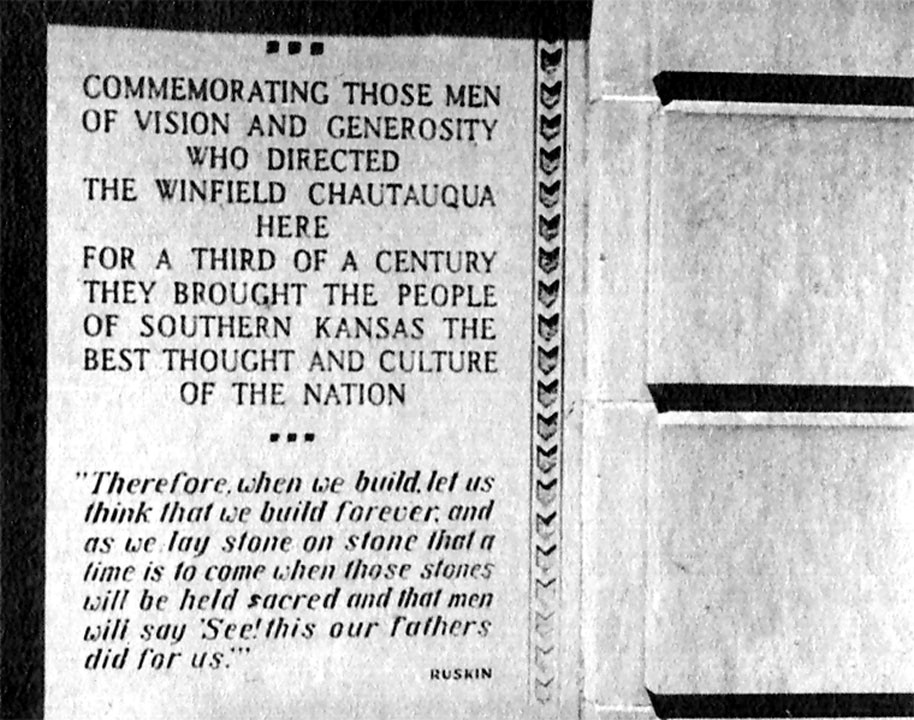 COMMEMORATING THOSE MEN
OF VISION AND GENEROSITY
WHO DIRECTED
THE WINFIELD CHAUTAUQUA
HERE
FOR A THIRD OF A CENTURY
THEY BROUGHT THE PEOPLE
OF SOUTHERN KANSAS THE
BEST THOUGHT AND CULTURE
OF THE NATION
"Therefore, when we build, let us
think that we build forever, and
as we lay stone on stone that a
time is to come when those stones
will be held sacred and that men
will say 'See! this our fathers
did for us.'"
RUSKIN